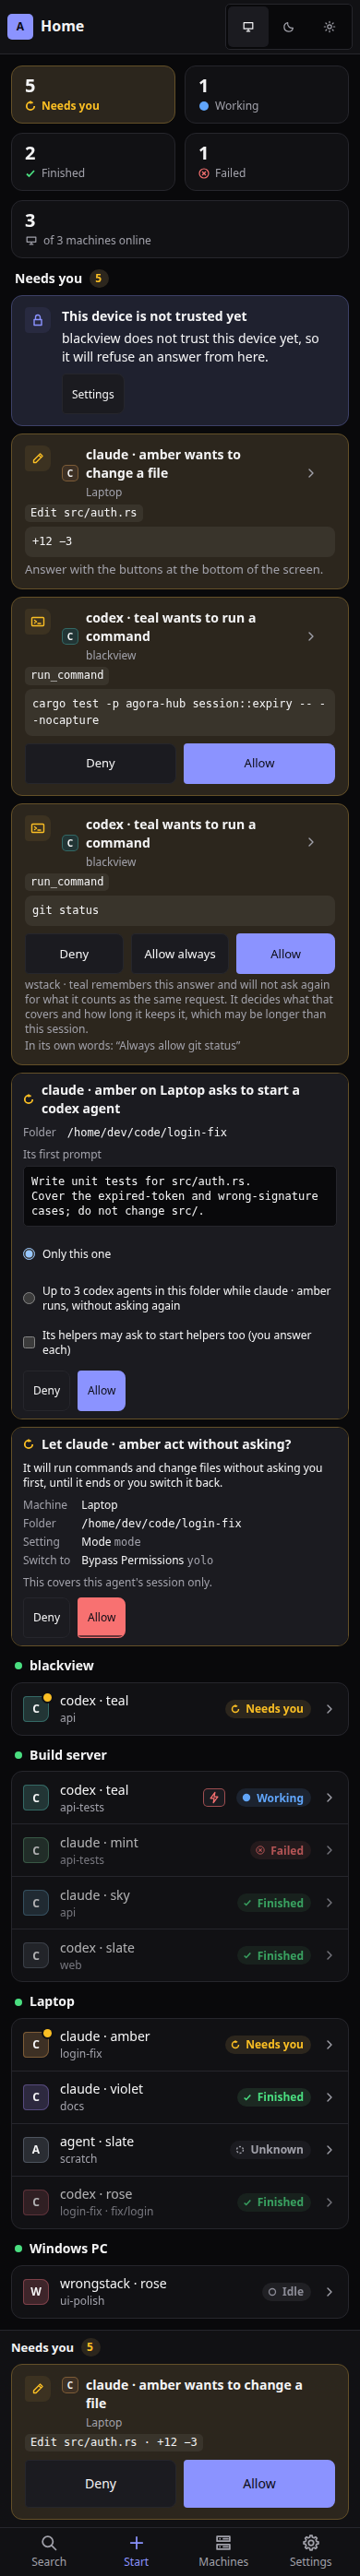 A Home
5
Needs you
1
Working
2
Finished
1
Failed
3
of 3 machines online
Needs you 5
This device is not trusted yet
blackview does not trust this device yet, so
it will refuse an answer from here.
Settings
claude · amber wants to
C change a file
Laptop
Edit src/auth.rs
+12 −3
Answer with the buttons at the bottom of the screen.
codex · teal wants to run a
C command
blackview
run_command
cargo test -p agora-hub session::expiry -- -
-nocapture
Deny Allow
codex · teal wants to run a
C command
blackview
run_command
git status
Deny Allow always Allow
wstack · teal remembers this answer and will not ask again
for what it counts as the same request. It decides what that
covers and how long it keeps it, which may be longer than
this session.
In its own words: “Always allow git status”
claude · amber on Laptop asks to start a
codex agent
Folder /home/dev/code/login-fix
Its first prompt
Write unit tests for src/auth.rs.
Cover the expired-token and wrong-signature
cases; do not change src/.
Only this one
Up to 3 codex agents in this folder while claude · amber
runs, without asking again
Its helpers may ask to start helpers too (you answer
each)
Deny Allow
Let claude · amber act without asking?
It will run commands and change files without asking you
first, until it ends or you switch it back.
Machine Laptop
Folder /home/dev/code/login-fix
Setting Mode mode
Switch to Bypass Permissions yolo
This covers this agent's session only.
Deny Allow
blackview
C codex · teal Needs you
api
Build server
C codex · teal Working
api-tests
C claude · mint Failed
api-tests
C claude · sky Finished
api
C codex · slate Finished
web
Laptop
C claude · amber Needs you
login-fix
C claude · violet Finished
docs
A agent · slate Unknown
scratch
C codex · rose Finished
login-fix · fix/login
Windows PC
W wrongstack · rose Idle
ui-polish
Needs you 5
C claude · amber wants to change a
file
Laptop
Edit src/auth.rs · +12 −3
Deny Allow
Search Start Machines Settings